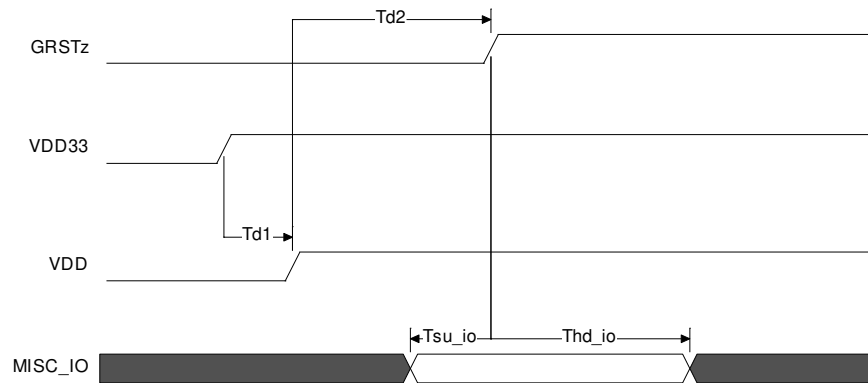 Td2
GRSTz
VDD33
Td1
VDD
Tsu_io Thd_io
MISC_IO